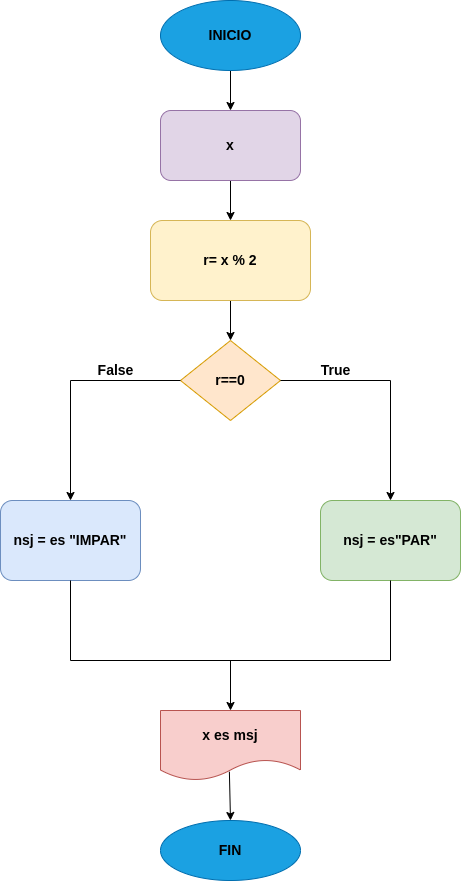 INICIO
x
r= x % 2
False
True
r==0
nsj = es "IMPAR"
nsj = es"PAR"
x es msj
FIN